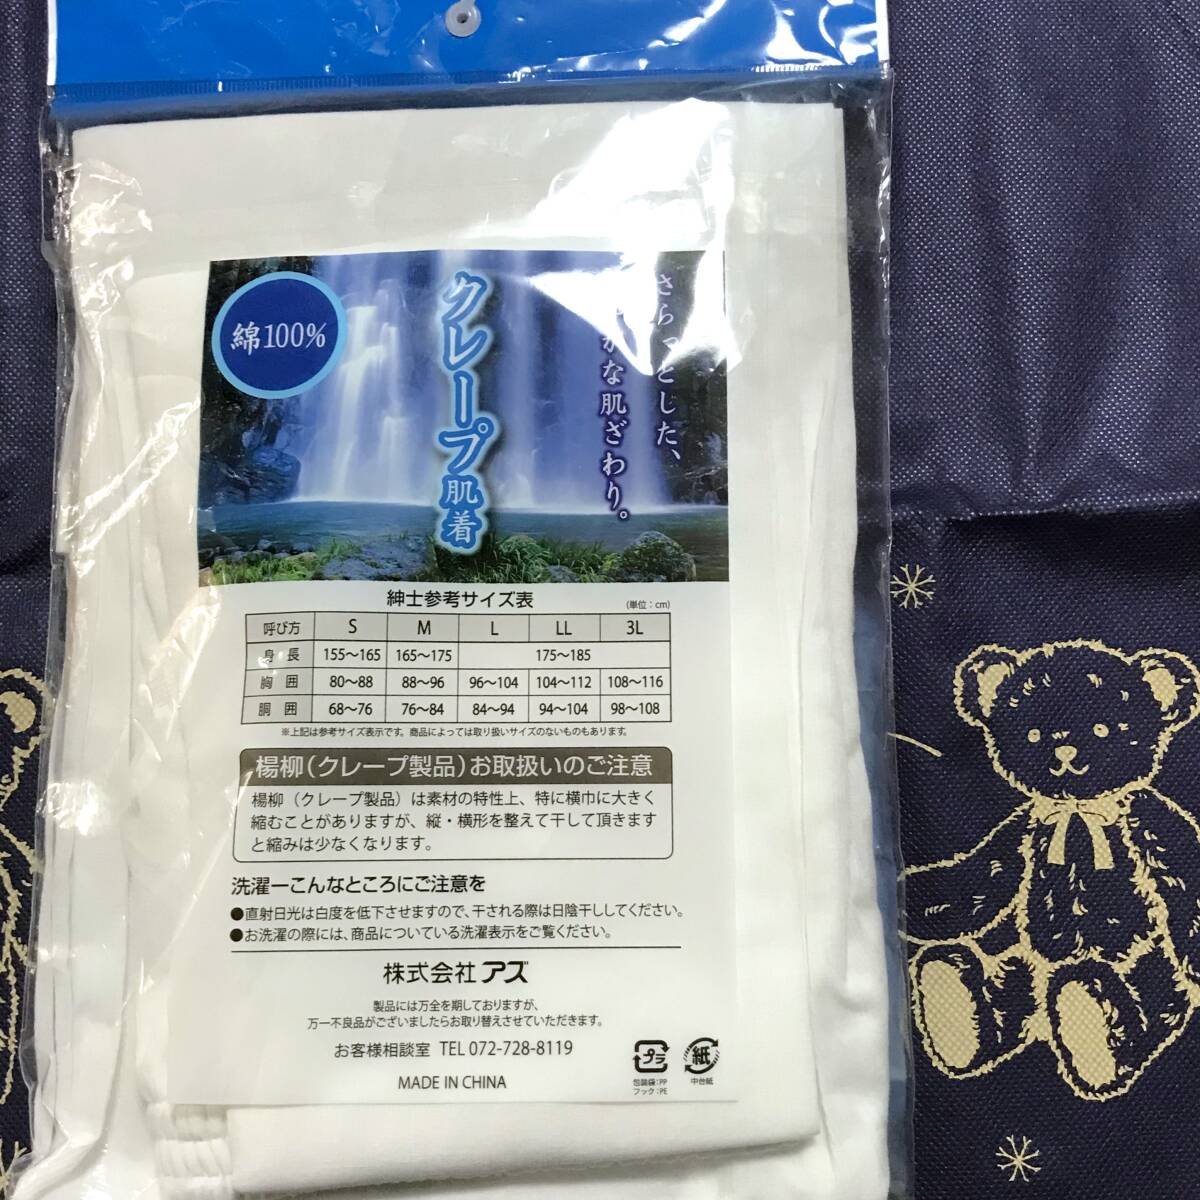 綿100%
クレープ肌着
さらっとした、
な肌ざわり。
紳士参考サイズ表
(単位:cm)
呼び方 S M L LL 3L
身長 155〜165 165〜175 175〜185
胸囲 80〜88 88〜96 96〜104 104〜112 108〜116
胴囲 68〜76 76〜84 84〜94 94〜104 98〜108
※上記は参考サイズ表示です。商品によっては取り扱いサイズのないものもあります。
楊柳(クレープ製品)お取扱いのご注意
楊柳(クレープ製品)は素材の特性上、特に横巾に大きく
縮むことがありますが、縦・横形を整えて干して頂きます
と縮みは少なくなります。
洗濯ーこんなところにご注意を
●直射日光は白度を低下させますので、干される際は日陰干ししてください。
●お洗濯の際には、商品についている洗濯表示をご覧ください。
株式会社アズ
製品には万全を期しておりますが、
万一不良品がございましたらお取り替えさせていただきます。
お客様相談室 TEL 072-728-8119
MADE IN CHINA
プラ
包装袋:PP
フック:PE
紙
中台紙